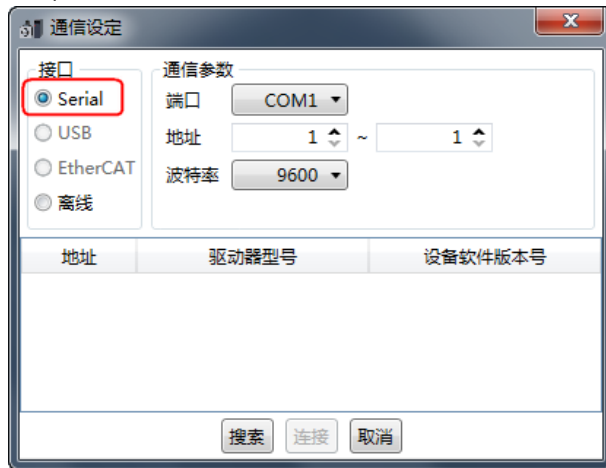 通信设定
接口
Serial
USB
EtherCAT
离线
通信参数
端口 COM1
地址 1 ~ 1
波特率 9600
地址 驱动器型号 设备软件版本号
搜索 连接 取消